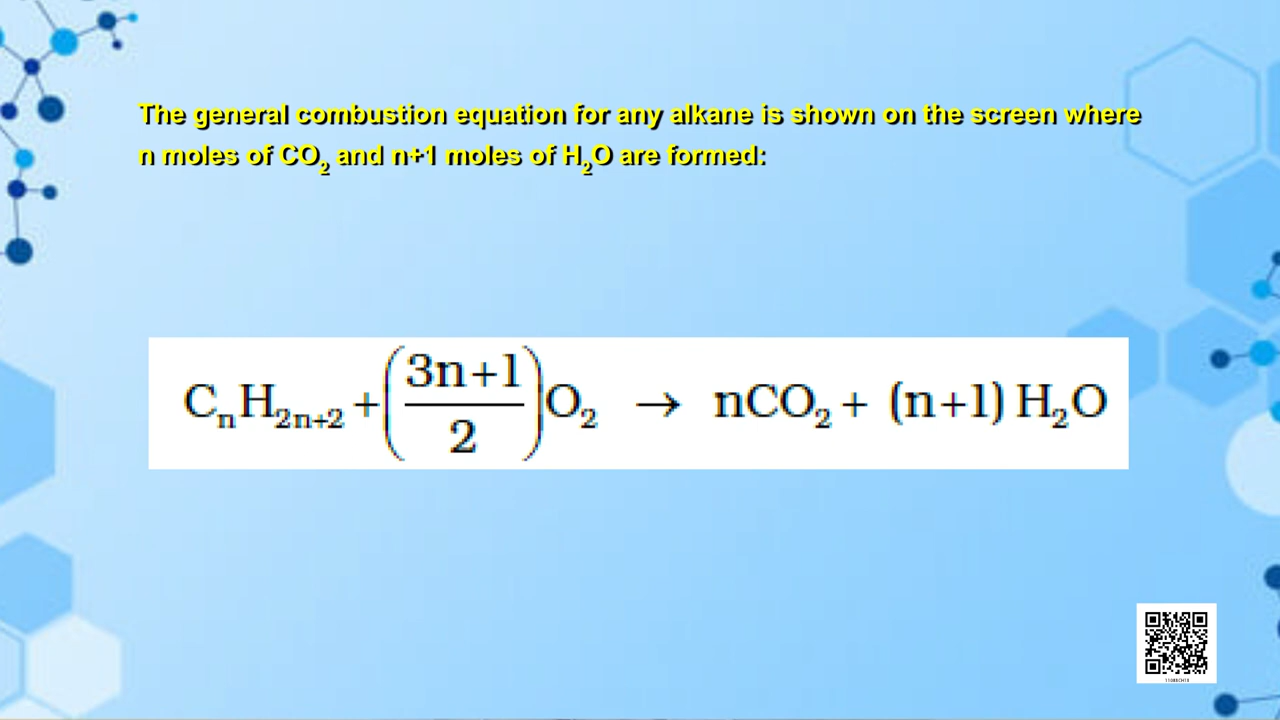 The general combustion equation for any alkane is shown on the screen where
n moles of CO₂ and n+1 moles of H₂O are formed:
CₙH₂ₙ₊₂ + ((3n+1)/2) O₂ → nCO₂ + (n+1) H₂O